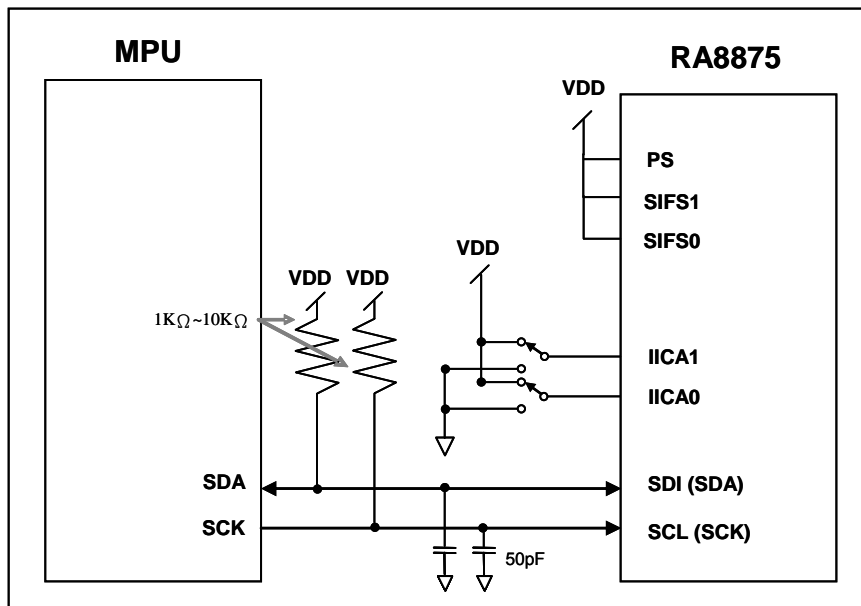 MPU
RA8875
VDD
PS
SIFS1
SIFS0
VDD
VDD VDD
1KΩ~10KΩ
IICA1
IICA0
SDA
SDI (SDA)
SCK
SCL (SCK)
50pF